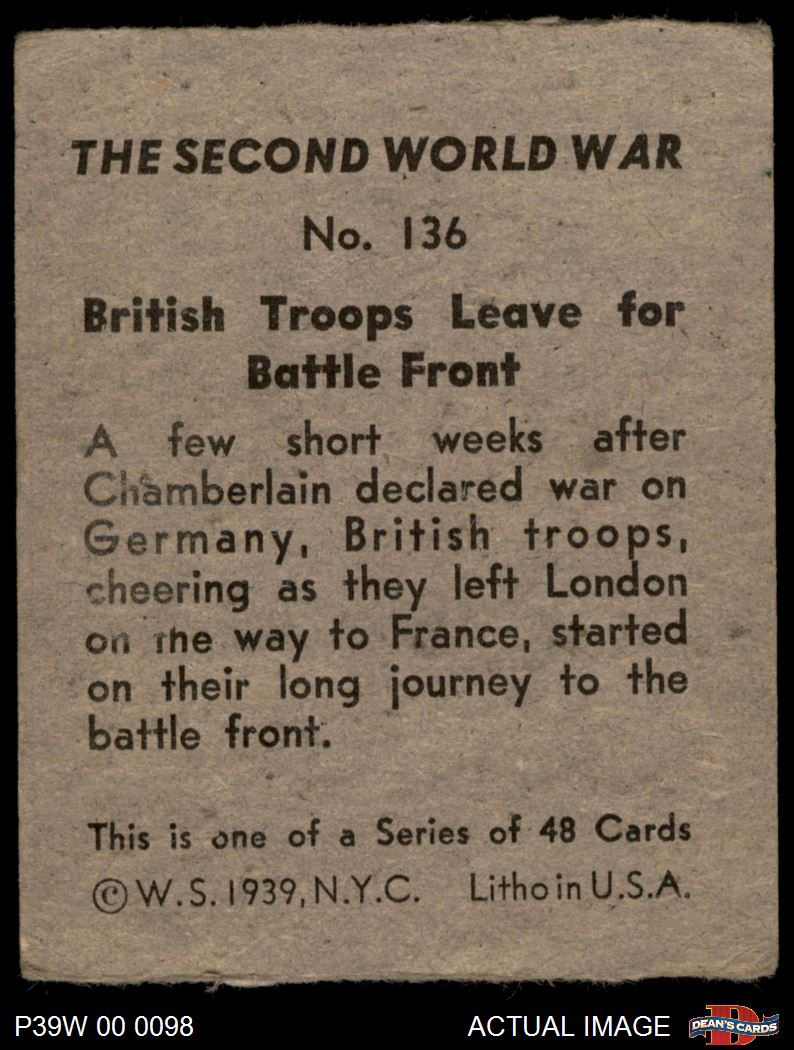 THE SECOND WORLD WAR
No. 136
British Troops Leave for
Battle Front
A few short weeks after
Chamberlain declared war on
Germany, British troops,
cheering as they left London
on the way to France, started
on their long journey to the
battle front.
This is one of a Series of 48 Cards
©W.S. 1939, N.Y.C. Litho in U.S.A.
P39W 00 0098 ACTUAL IMAGE D DEAN'S CARDS